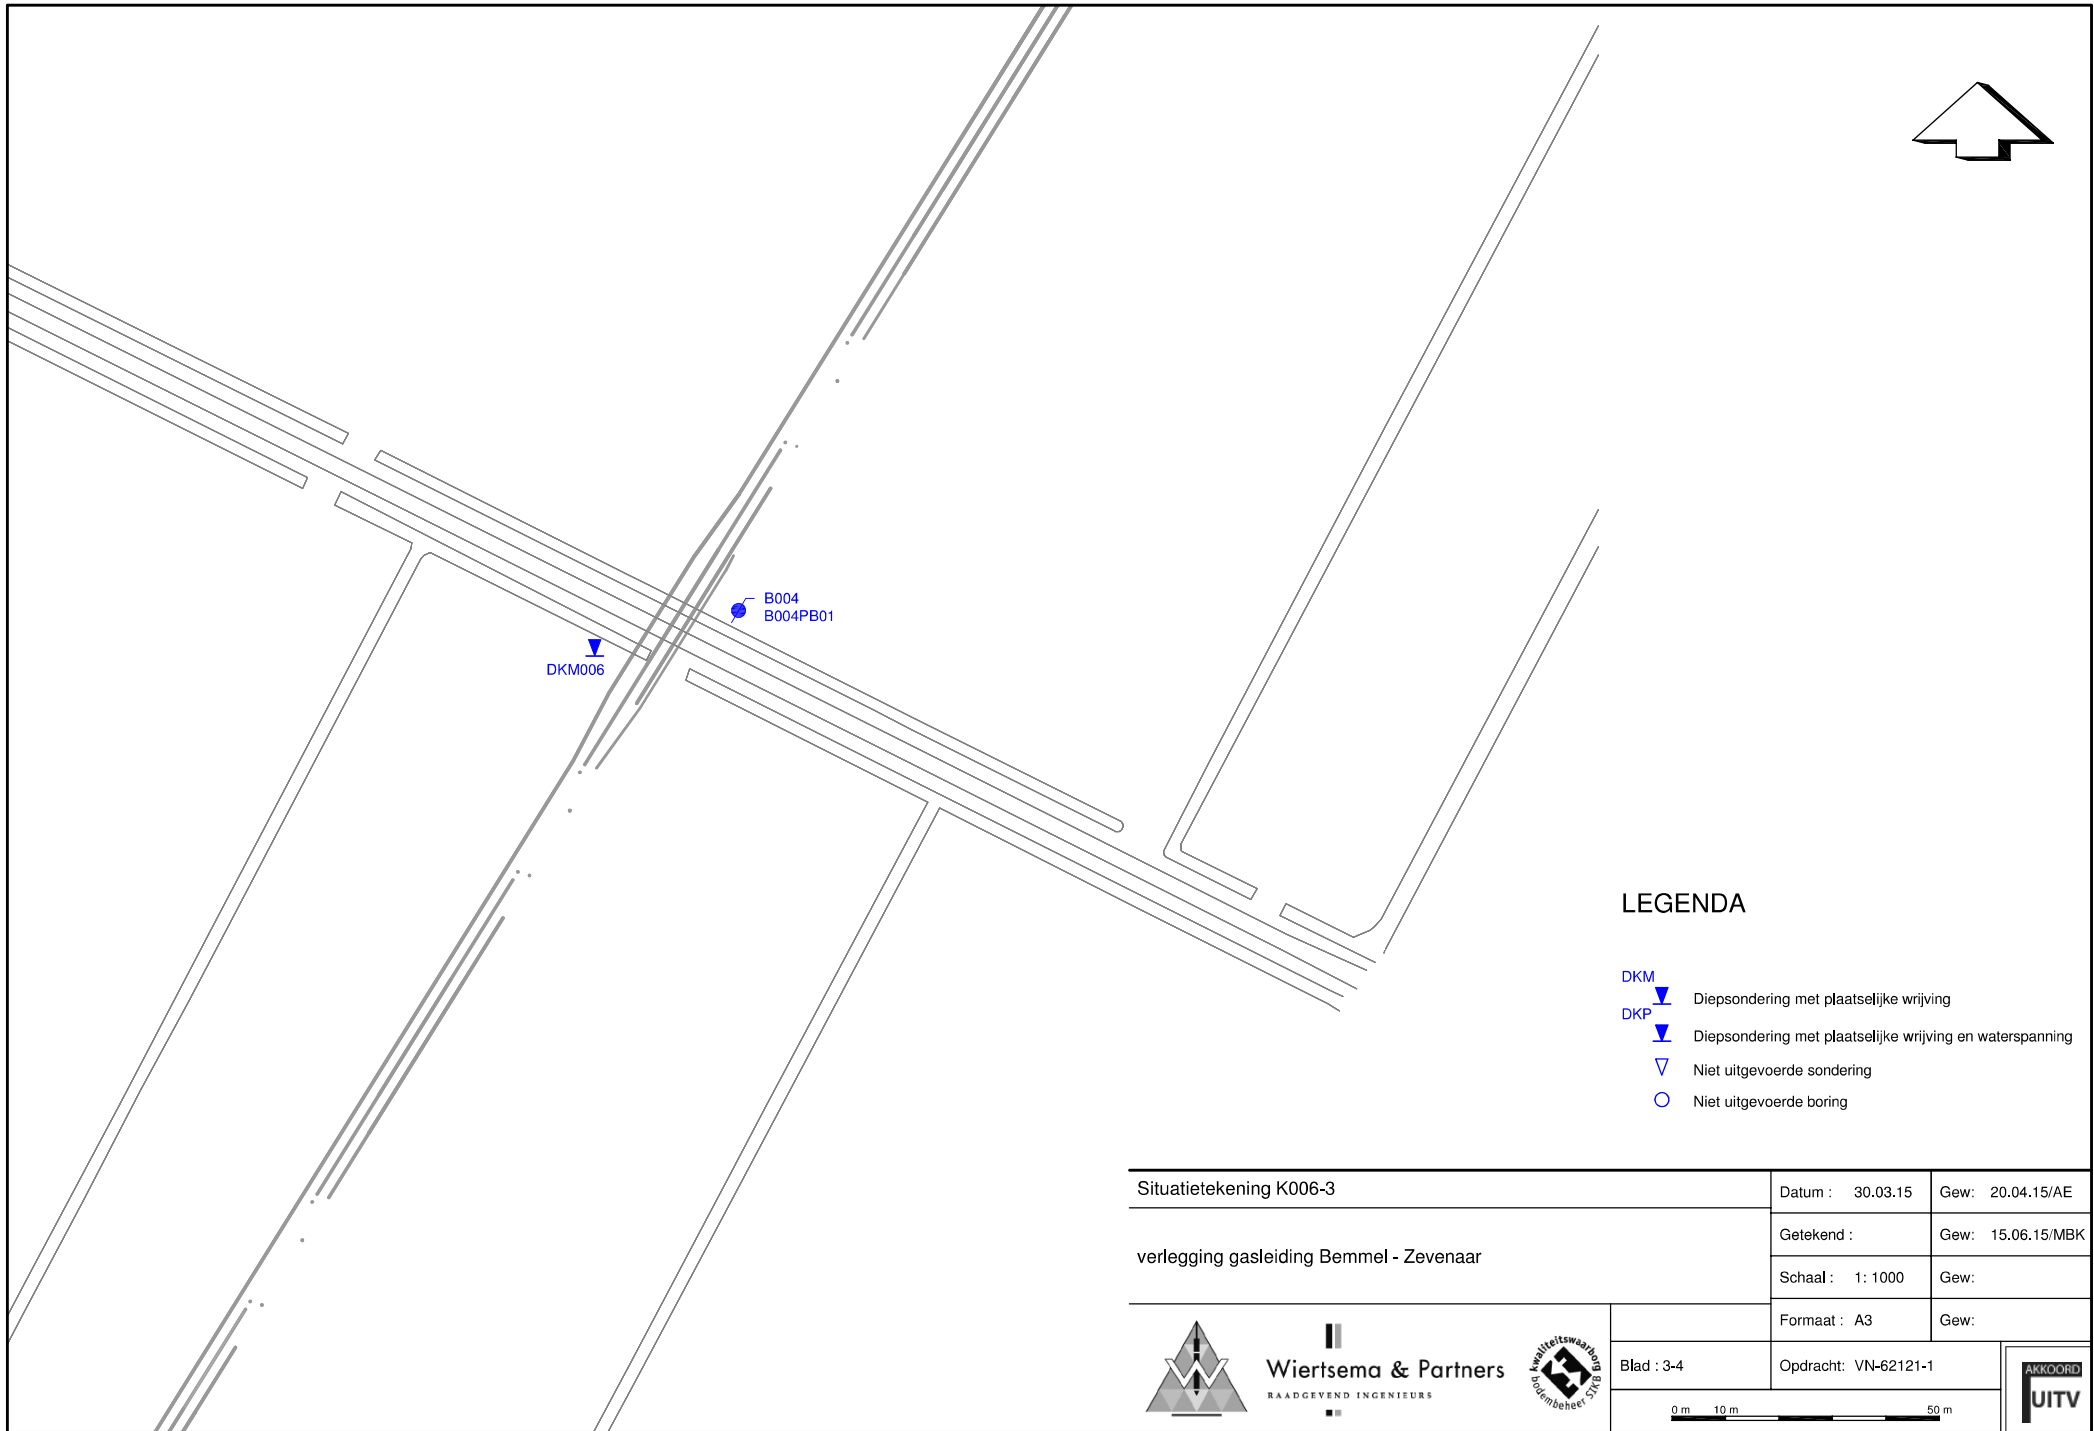 B004
B004PB01
DKM006
LEGENDA
DKM
Diepsondering met plaatselijke wrijving
DKP
Diepsondering met plaatselijke wrijving en waterspanning
Niet uitgevoerde sondering
Niet uitgevoerde boring
Situatietekening K006-3
Datum : 30.03.15
Gew: 20.04.15/AE
verlegging gasleiding Bemmel - Zevenaar
Getekend :
Gew: 15.06.15/MBK
Schaal : 1: 1000
Gew:
Formaat : A3
Gew:
Wiertsema & Partners
RAADGEVEND INGENIEURS
kwaliteitswaarborg
bodembeheer SIKB
Blad : 3-4
Opdracht: VN-62121-1
0 m 10 m 50 m
AKKOORD
UITV